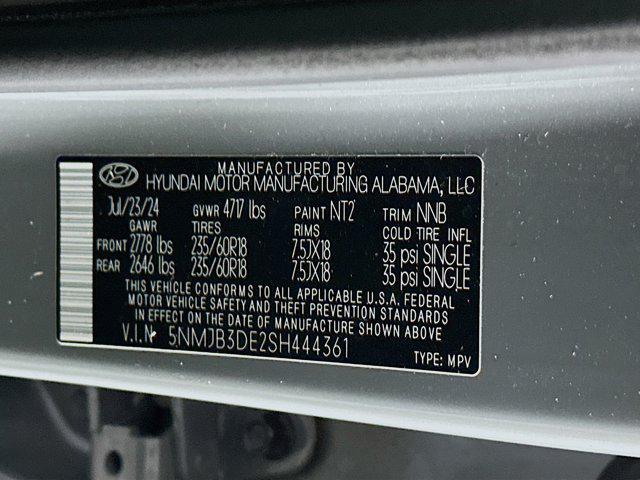 MANUFACTURED BY
HYUNDAI MOTOR MANUFACTURING ALABAMA, LLC
Jul/23/24 GVWR 4717 lbs PAINT NT2 TRIM NNB
GAWR TIRES RIMS COLD TIRE INFL
FRONT 2778 lbs 235/60R18 7.5JX18 35 psi SINGLE
REAR 2646 lbs 235/60R18 7.5JX18 35 psi SINGLE
THIS VEHICLE CONFORMS TO ALL APPLICABLE U.S.A. FEDERAL
MOTOR VEHICLE SAFETY AND THEFT PREVENTION STANDARDS
IN EFFECT ON THE DATE OF MANUFACTURE SHOWN ABOVE.
V.I.N 5NMJB3DE2SH444361
TYPE: MPV